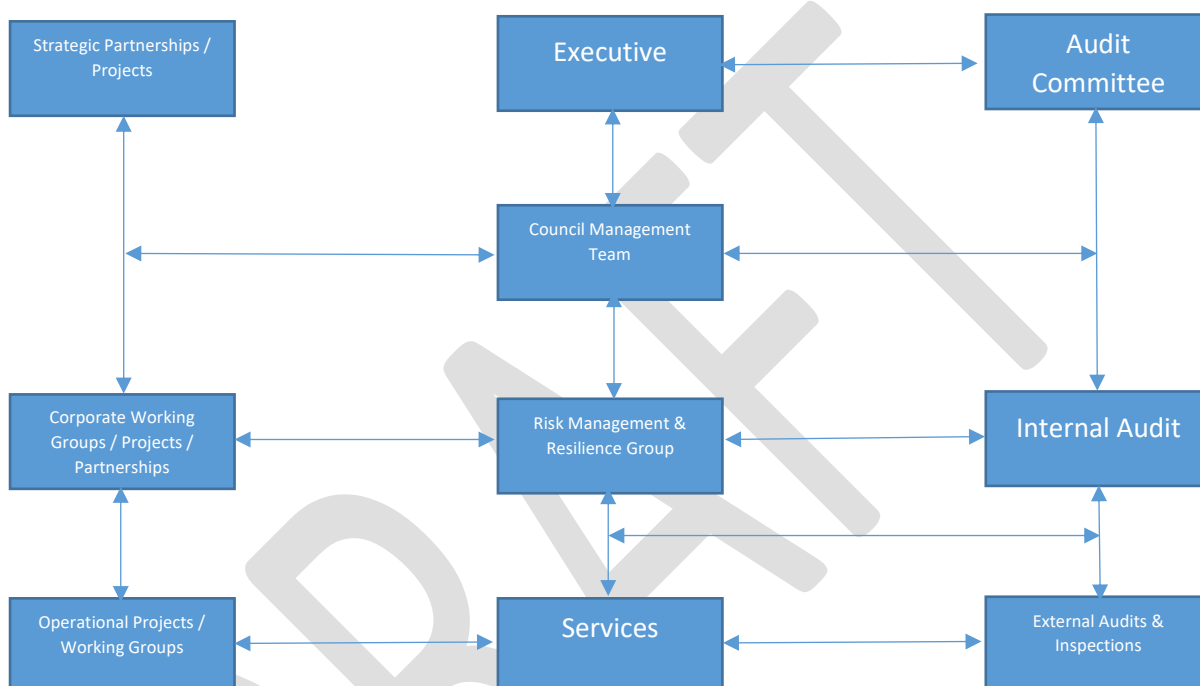 Strategic Partnerships /
Projects
Executive
Audit
Committee
Council Management
Team
Corporate Working
Groups / Projects /
Partnerships
Risk Management &
Resilience Group
Internal Audit
Operational Projects /
Working Groups
Services
External Audits &
Inspections
DRAFT